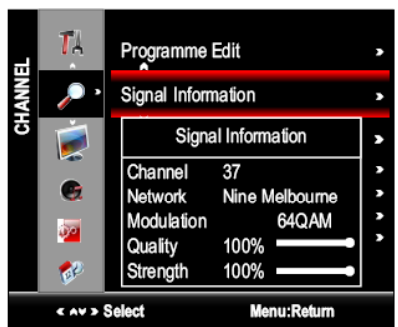 CHANNEL
Programme Edit
Signal Information
Signal Information
Channel 37
Network Nine Melbourne
Modulation 64QAM
Quality 100%
Strength 100%
Select Menu:Return